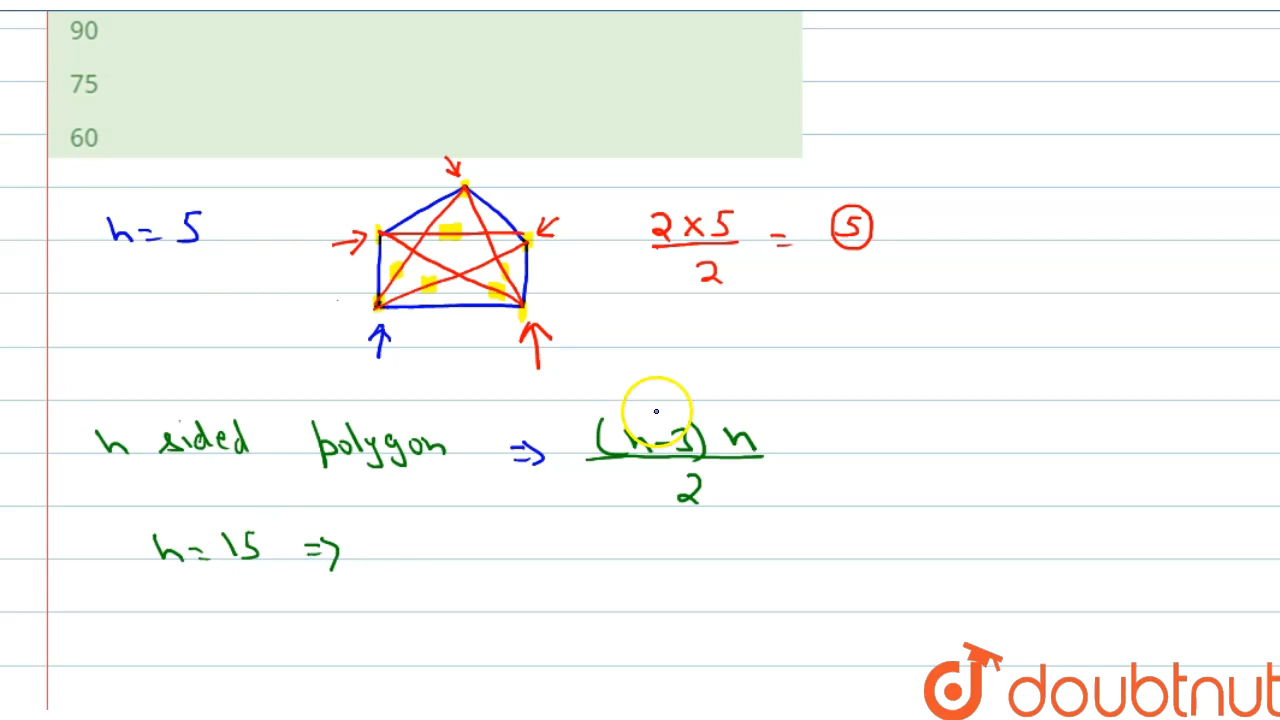 90
75
60
n = 5
2 × 5 / 2 = 5
n sided polygon ⇒ (n-3) n / 2
n = 15 ⇒
doubtnut